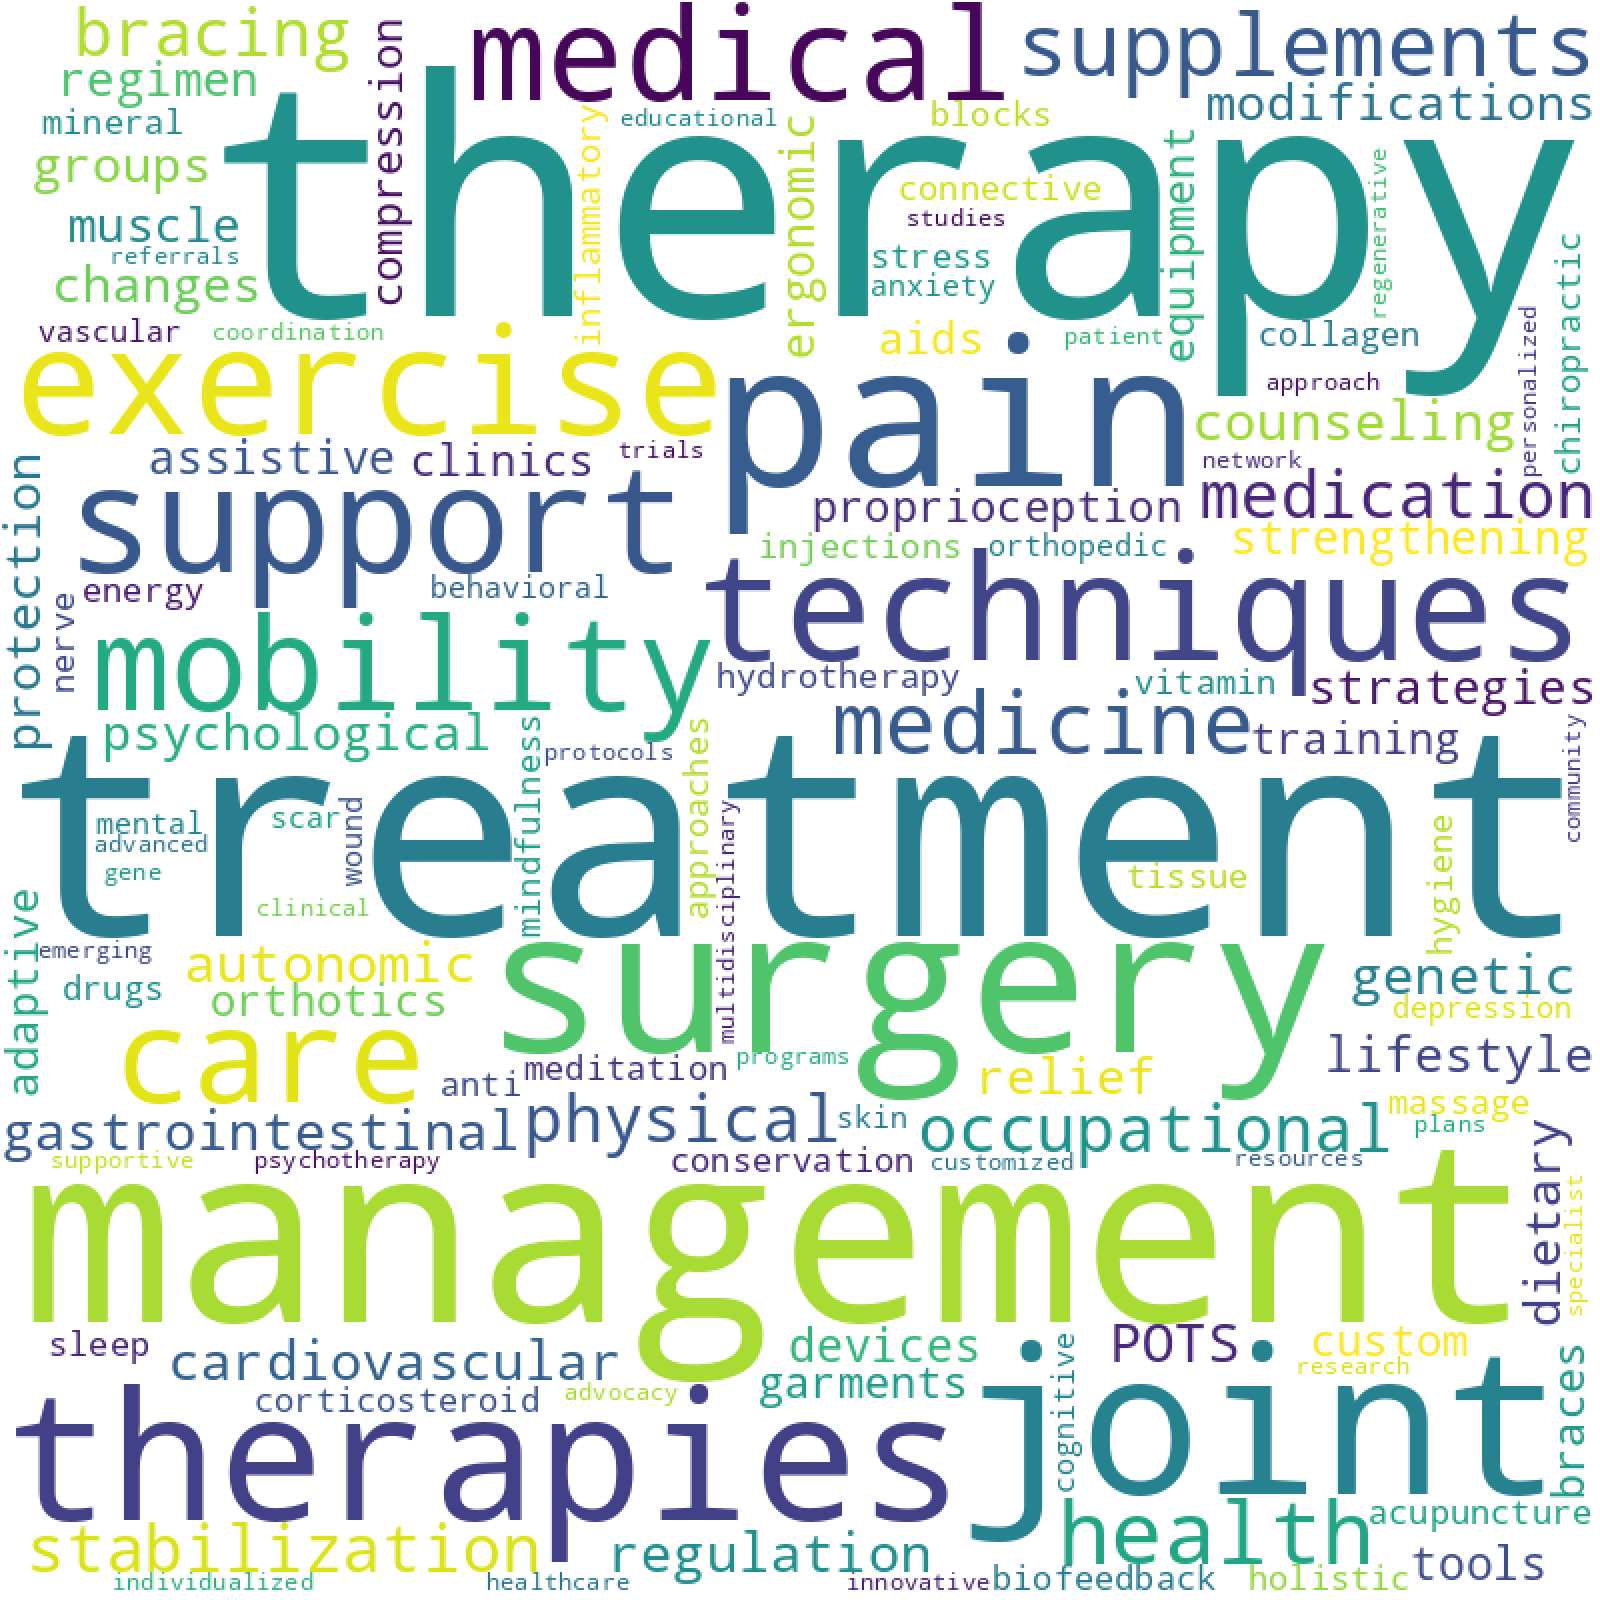 bracing
medical
supplements
regimen
compression
modifications
mineral
educational
blocks
therapy
inflammatory
ergonomic
equipment
groups
connective
regenerative
muscle
studies
referrals
stress
changes
anxiety
chiropractic
vascular
coordination
aids
patient
collagen
personalized
exercise
pain
approach
counseling
assistive
clinics
trials
network
support
medication
proprioception
strengthening
injections
orthopedic
protection
energy
behavioral
techniques
nerve
mobility
hydrotherapy
vitamin
strategies
psychological
medicine
training
mindfulness
protocols
approaches
community
treatment
mental
scar
wound
advanced
multidisciplinary
gene
tissue
hygiene
clinical
adaptive
emerging
autonomic
surgery
drugs
orthotics
genetic
depression
care
programs
lifestyle
anti
meditation
relief
gastrointestinal
physical
skin
occupational
massage
plans
supportive
psychotherapy
conservation
customized
resources
dietary
management
specialist
sleep
cardiovascular
devices
POTS
custom
research
corticosteroid
advocacy
garments
cognitive
joint
braces
therapies
stabilization
regulation
health
acupuncture
tools
individualized
healthcare
innovative
biofeedback
holistic